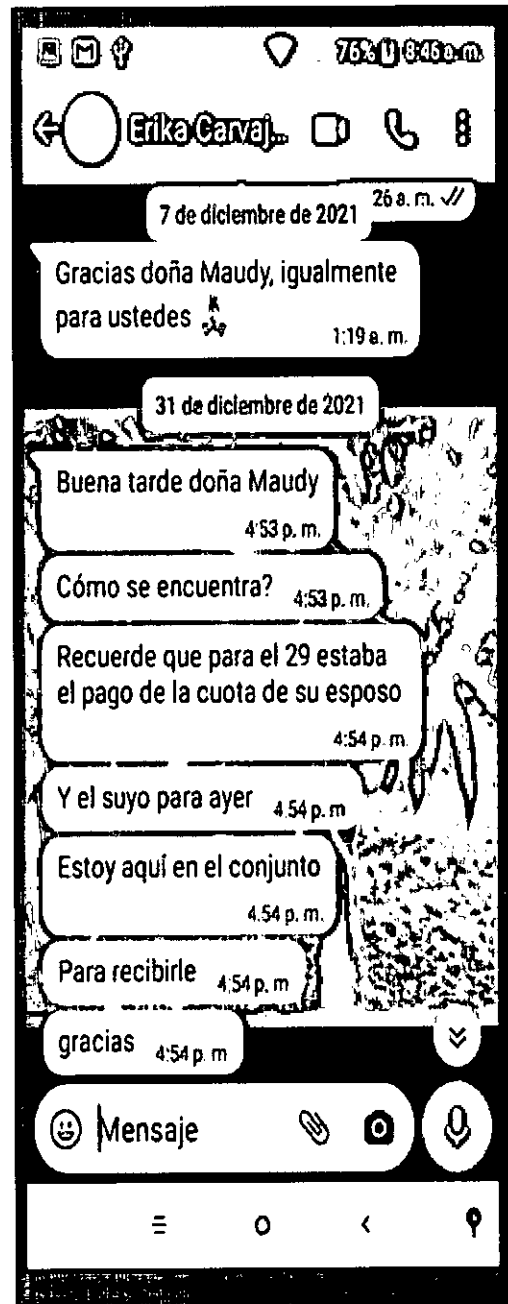 76% 8:46 a. m.
Erika Carvaj...
26 a. m.
7 de diciembre de 2021
Gracias doña Maudy, igualmente
para ustedes
1:19 a. m.
31 de diciembre de 2021
Buena tarde doña Maudy
4:53 p. m.
Cómo se encuentra? 4:53 p. m.
Recuerde que para el 29 estaba
el pago de la cuota de su esposo
4:54 p. m.
Y el suyo para ayer 4:54 p. m
Estoy aquí en el conjunto
4:54 p. m.
Para recibirle 4:54 p. m
gracias 4:54 p. m
Mensaje